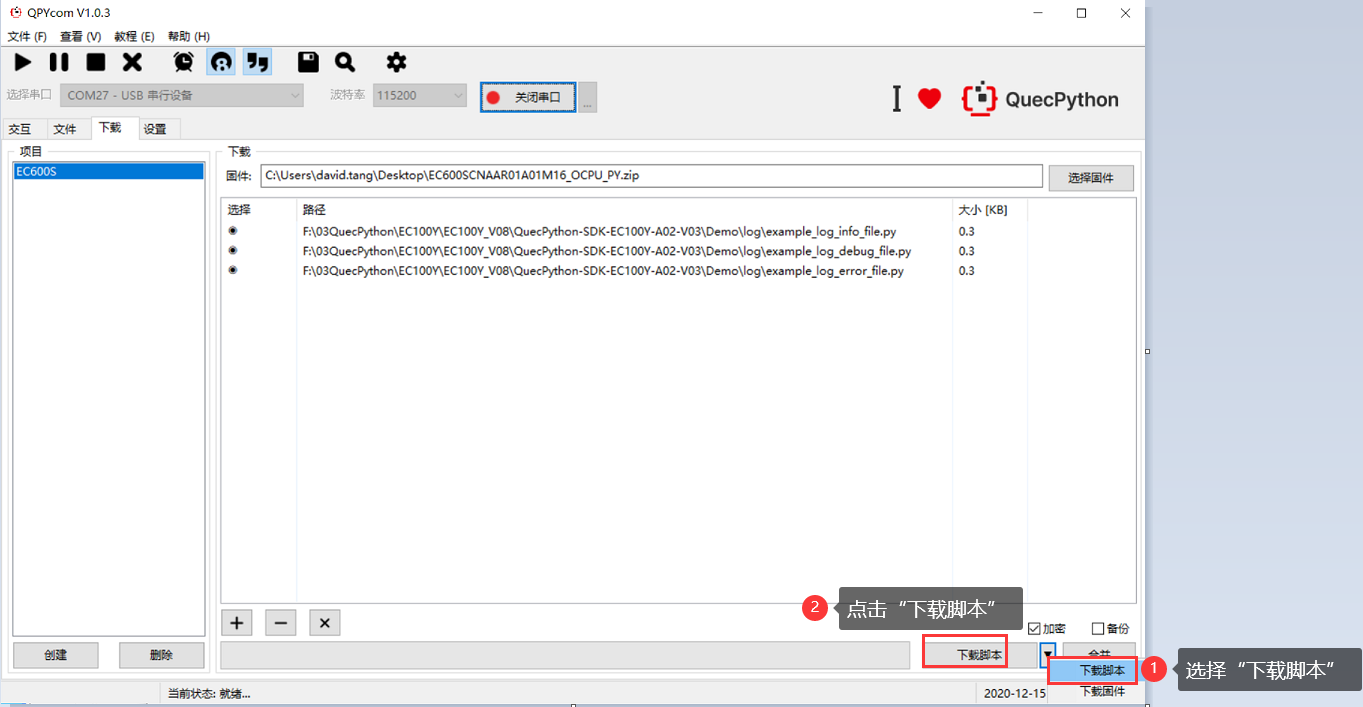 QPYcom V1.0.3
文件 (F) 查看 (V) 教程 (E) 帮助 (H)
选择串口 COM27 - USB 串行设备 波特率 115200 关闭串口 ... I QuecPython
交互 文件 下载 设置
项目 下载
EC600S
固件: C:\Users\david.tang\Desktop\EC600SCNAAR01A01M16_OCPU_PY.zip 选择固件
选择 路径 大小 [KB]
F:\03QuecPython\EC100Y\EC100Y_V08\QuecPython-SDK-EC100Y-A02-V03\Demo\log\example_log_info_file.py 0.3
F:\03QuecPython\EC100Y\EC100Y_V08\QuecPython-SDK-EC100Y-A02-V03\Demo\log\example_log_debug_file.py 0.3
F:\03QuecPython\EC100Y\EC100Y_V08\QuecPython-SDK-EC100Y-A02-V03\Demo\log\example_log_error_file.py 0.3
2 点击“下载脚本”
加密 备份
创建 删除 下载脚本 合并
下载脚本 1 选择“下载脚本”
下载固件
当前状态: 就绪... 2020-12-15